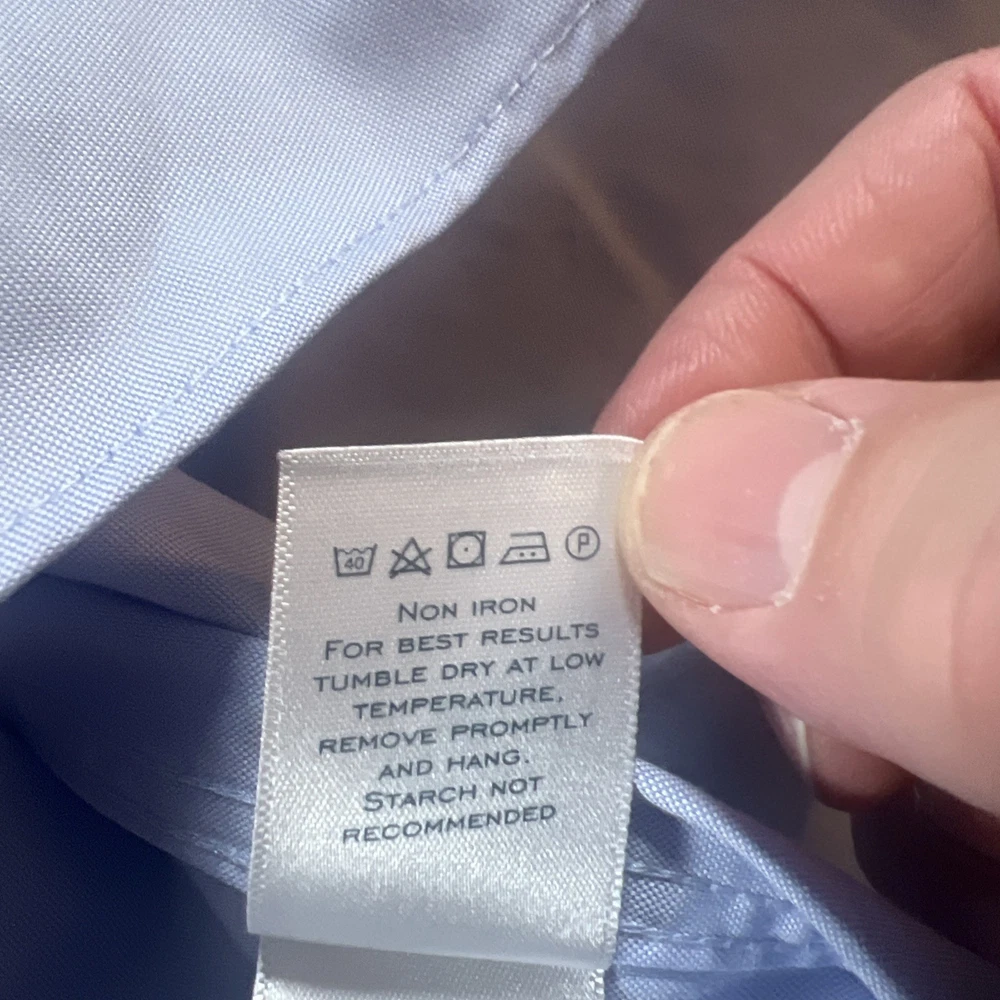 40 P
NON IRON
FOR BEST RESULTS
TUMBLE DRY AT LOW
TEMPERATURE,
REMOVE PROMPTLY
AND HANG.
STARCH NOT
RECOMMENDED